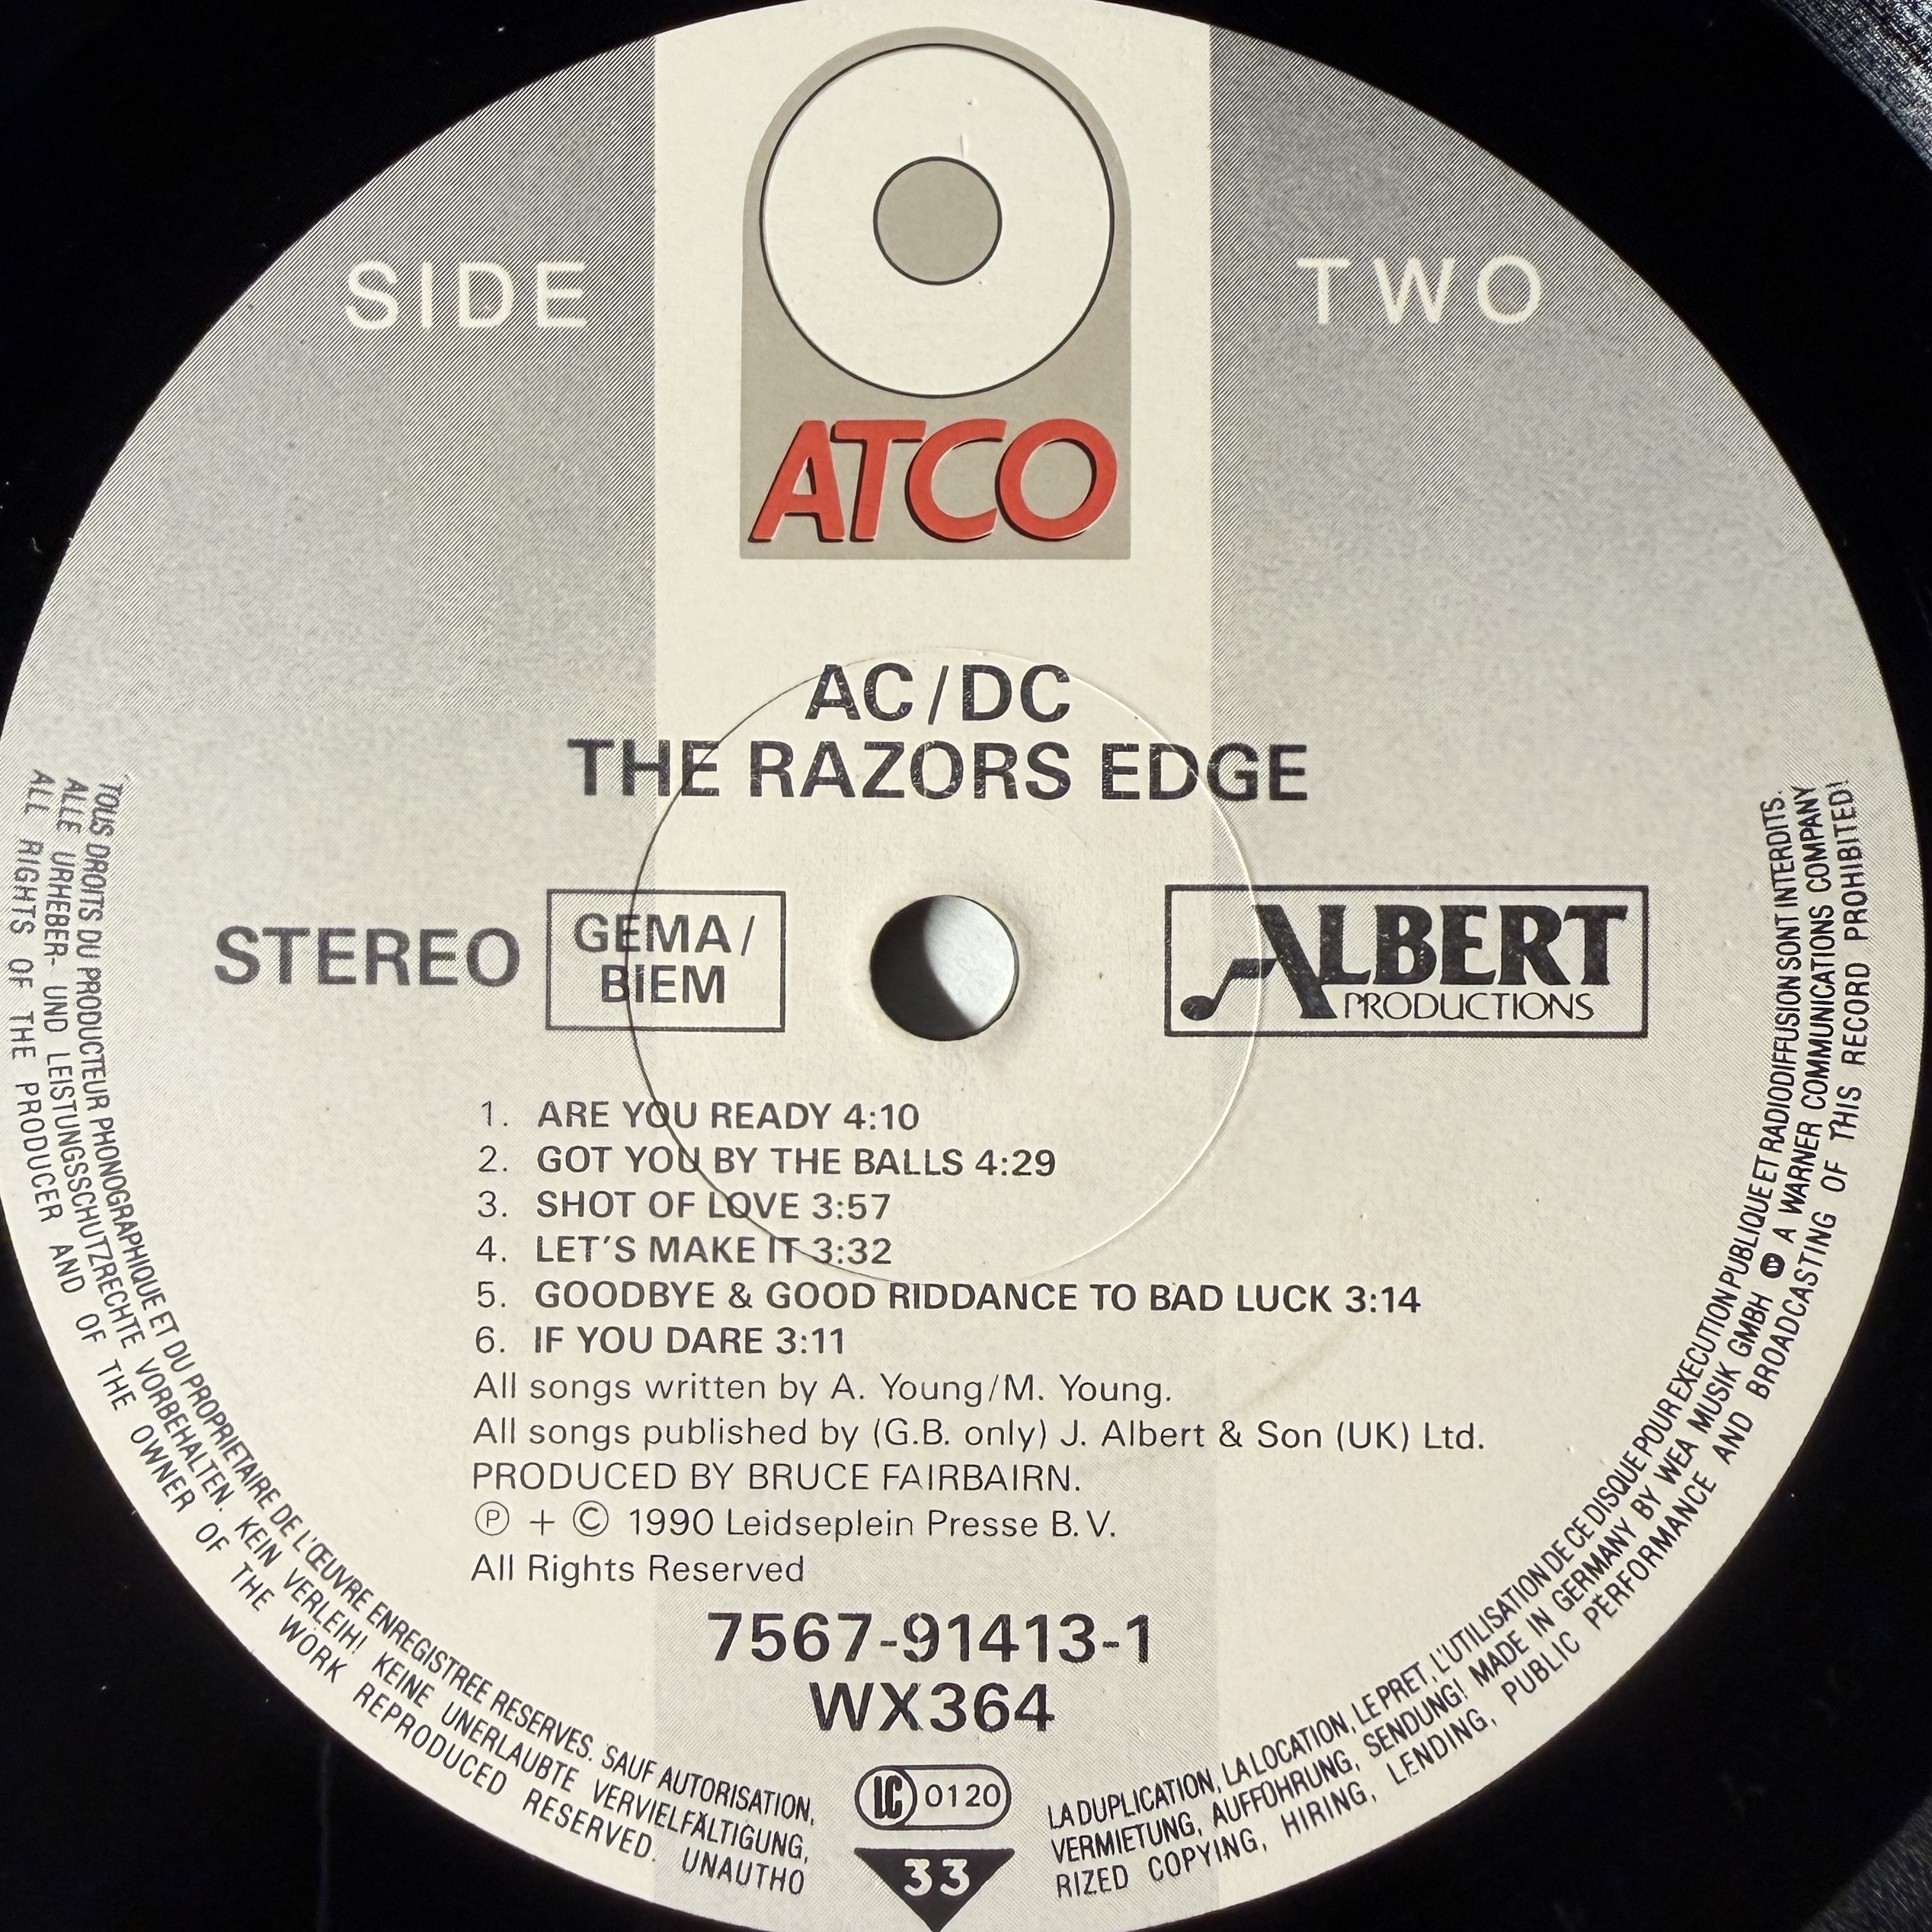 SIDE TWO
ATCO
AC/DC
THE RAZORS EDGE
STEREO
GEMA/
BIEM
ALBERT
PRODUCTIONS
1. ARE YOU READY 4:10
2. GOT YOU BY THE BALLS 4:29
3. SHOT OF LOVE 3:57
4. LET'S MAKE IT 3:32
5. GOODBYE & GOOD RIDDANCE TO BAD LUCK 3:14
6. IF YOU DARE 3:11
All songs written by A. Young/M. Young.
All songs published by (G.B. only) J. Albert & Son (UK) Ltd.
PRODUCED BY BRUCE FAIRBAIRN.
Ⓟ + © 1990 Leidseplein Presse B.V.
All Rights Reserved
7567-91413-1
WX364
LC 0120
33
TOUS DROITS DU PRODUCTEUR PHONOGRAPHIQUE ET DU PROPRIETAIRE DE L'ŒUVRE ENREGISTREE RESERVES. SAUF AUTORISATION, LA DUPLICATION, LA LOCATION, LE PRET, L'UTILISATION DE CE DISQUE POUR EXECUTION PUBLIQUE ET RADIODIFFUSION SONT INTERDITS.
ALLE URHEBER- UND LEISTUNGSSCHUTZRECHTE VORBEHALTEN. KEIN VERLEIH! KEINE UNERLAUBTE VERVIELFÄLTIGUNG, VERMIETUNG, AUFFÜHRUNG, SENDUNG! MADE IN GERMANY BY WEA MUSIK GMBH W A WARNER COMMUNICATIONS COMPANY
ALL RIGHTS OF THE PRODUCER AND OF THE OWNER OF THE WORK REPRODUCED RESERVED. UNAUTHORIZED COPYING, HIRING, LENDING, PUBLIC PERFORMANCE AND BROADCASTING OF THIS RECORD PROHIBITED!